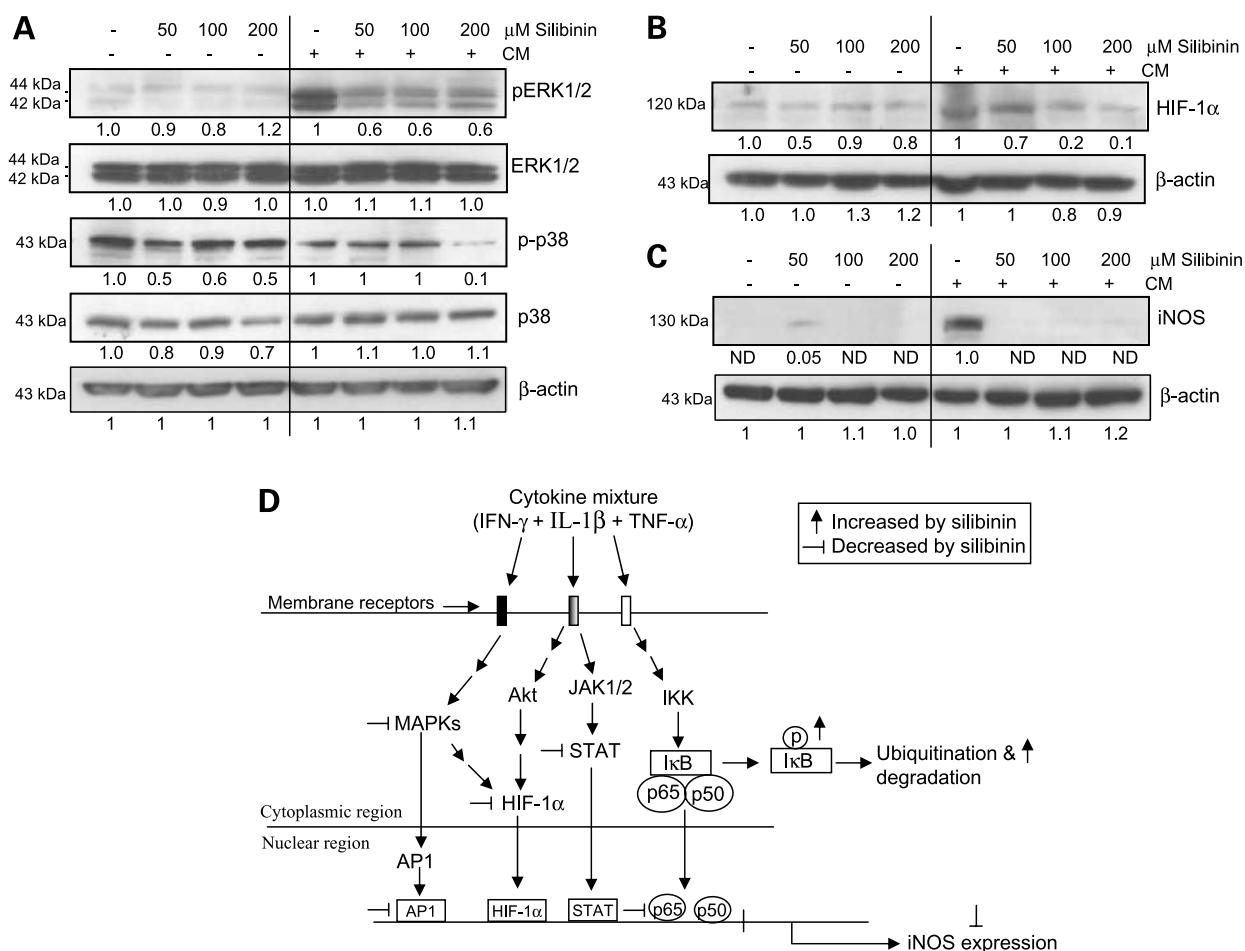 A
- 50 100 200 - 50 100 200 μM Silibinin
- - - - + + + + CM
44 kDa
42 kDa
pERK1/2
1.0 0.9 0.8 1.2 1 0.6 0.6 0.6
44 kDa
42 kDa
ERK1/2
1.0 1.0 0.9 1.0 1.0 1.1 1.1 1.0
43 kDa p-p38
1.0 0.5 0.6 0.5 1 1 1 0.1
43 kDa p38
1.0 0.8 0.9 0.7 1 1.1 1.0 1.1
43 kDa β-actin
1 1 1 1 1 1 1 1.1
B
- 50 100 200 - 50 100 200 μM Silibinin
- - - - + + + + CM
120 kDa HIF-1α
1.0 0.5 0.9 0.8 1 0.7 0.2 0.1
43 kDa β-actin
1.0 1.0 1.3 1.2 1 1 0.8 0.9
C
- 50 100 200 - 50 100 200 μM Silibinin
- - - - + + + + CM
130 kDa iNOS
ND 0.05 ND ND 1.0 ND ND ND
43 kDa β-actin
1 1 1.1 1.0 1 1 1.1 1.2
D
Cytokine mixture
(IFN-γ + IL-1β + TNF-α)
Increased by silibinin
Decreased by silibinin
Membrane receptors
Akt JAK1/2 IKK
MAPKs STAT
p
IκB IκB
Ubiquitination &
degradation
p65 p50
HIF-1α
Cytoplasmic region
Nuclear region
AP1
AP1 HIF-1α STAT p65 p50
iNOS expression